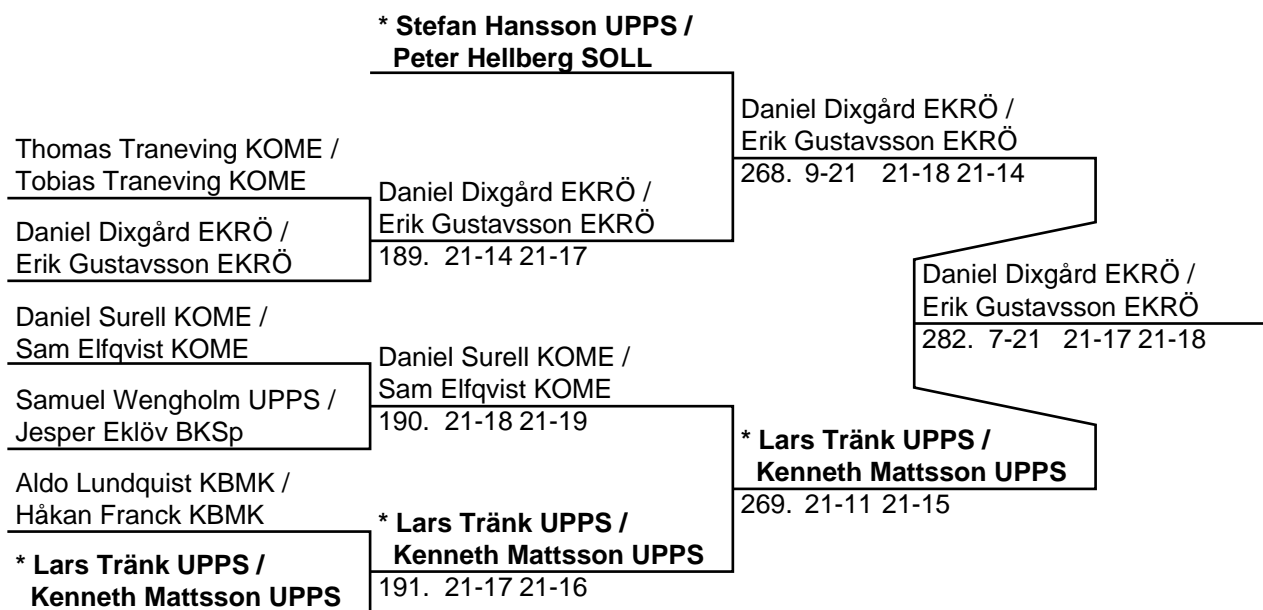 * Stefan Hansson UPPS /
Peter Hellberg SOLL
Daniel Dixgård EKRÖ /
Erik Gustavsson EKRÖ
268. 9-21 21-18 21-14
Thomas Traneving KOME /
Tobias Traneving KOME
Daniel Dixgård EKRÖ /
Erik Gustavsson EKRÖ
189. 21-14 21-17
Daniel Dixgård EKRÖ /
Erik Gustavsson EKRÖ
Daniel Dixgård EKRÖ /
Erik Gustavsson EKRÖ
282. 7-21 21-17 21-18
Daniel Surell KOME /
Sam Elfqvist KOME
Daniel Surell KOME /
Sam Elfqvist KOME
190. 21-18 21-19
Samuel Wengholm UPPS /
Jesper Eklöv BKSp
* Lars Tränk UPPS /
Kenneth Mattsson UPPS
269. 21-11 21-15
Aldo Lundquist KBMK /
Håkan Franck KBMK
* Lars Tränk UPPS /
Kenneth Mattsson UPPS
191. 21-17 21-16
* Lars Tränk UPPS /
Kenneth Mattsson UPPS